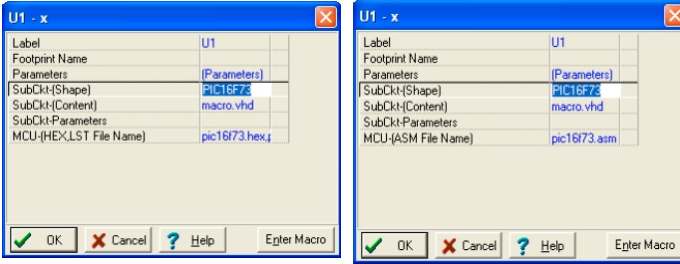 U1 - x
Label U1
Footprint Name
Parameters (Parameters)
SubCkt-(Shape) PIC16F73
SubCkt-(Content) macro.vhd
SubCkt-Parameters
MCU-(HEX,LST File Name) pic16f73.hex,p
OK Cancel ? Help Enter Macro
U1 - x
Label U1
Footprint Name
Parameters (Parameters)
SubCkt-(Shape) PIC16F73
SubCkt-(Content) macro.vhd
SubCkt-Parameters
MCU-(ASM File Name) pic16f73.asm
OK Cancel ? Help Enter Macro